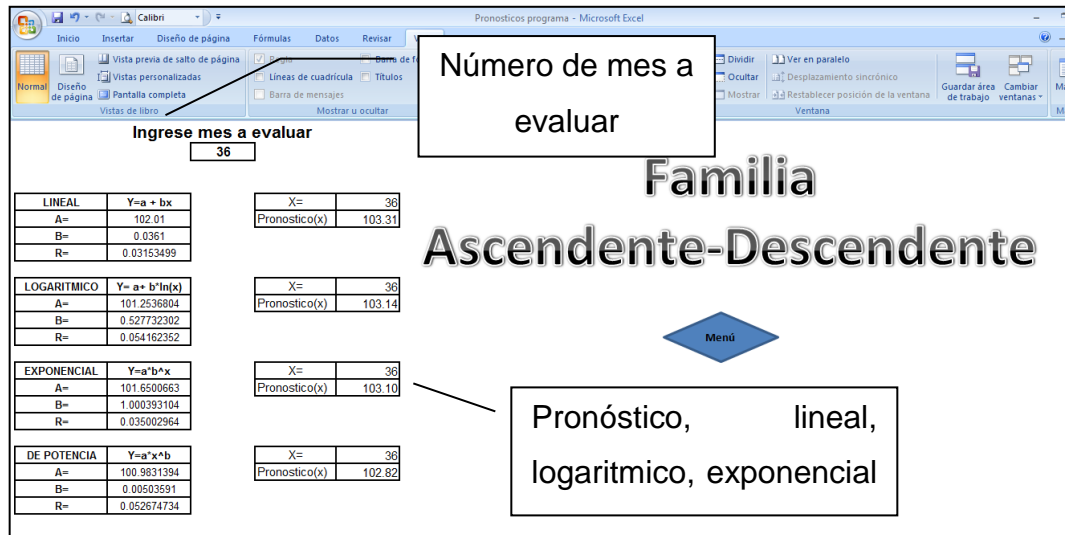 Calibri
Pronosticos programa - Microsoft Excel
Inicio Insertar Diseño de página Fórmulas Datos Revisar
Normal
Diseño de página
Vista previa de salto de página
Vistas personalizadas
Pantalla completa
Vistas de libro
Regla
Líneas de cuadrícula
Títulos
Barra de mensajes
Mostrar u ocultar
Dividir
Ocultar
Mostrar
Ver en paralelo
Desplazamiento sincrónico
Restablecer posición de la ventana
Ventana
Guardar área de trabajo
Cambiar ventanas
Número de mes a
evaluar
Ingrese mes a evaluar
36
Familia
Ascendente-Descendente
LINEAL Y=a + bx
A= 102.01
B= 0.0361
R= 0.03153499
X= 36
Pronostico(x) 103.31
LOGARITMICO Y= a+ b*ln(x)
A= 101.2536804
B= 0.527732302
R= 0.054162352
X= 36
Pronostico(x) 103.14
Menú
EXPONENCIAL Y=a*b^x
A= 101.6500663
B= 1.000393104
R= 0.035002964
X= 36
Pronostico(x) 103.10
DE POTENCIA Y=a*x^b
A= 100.9831394
B= 0.00503591
R= 0.052674734
X= 36
Pronostico(x) 102.82
Pronóstico, lineal,
logaritmico, exponencial